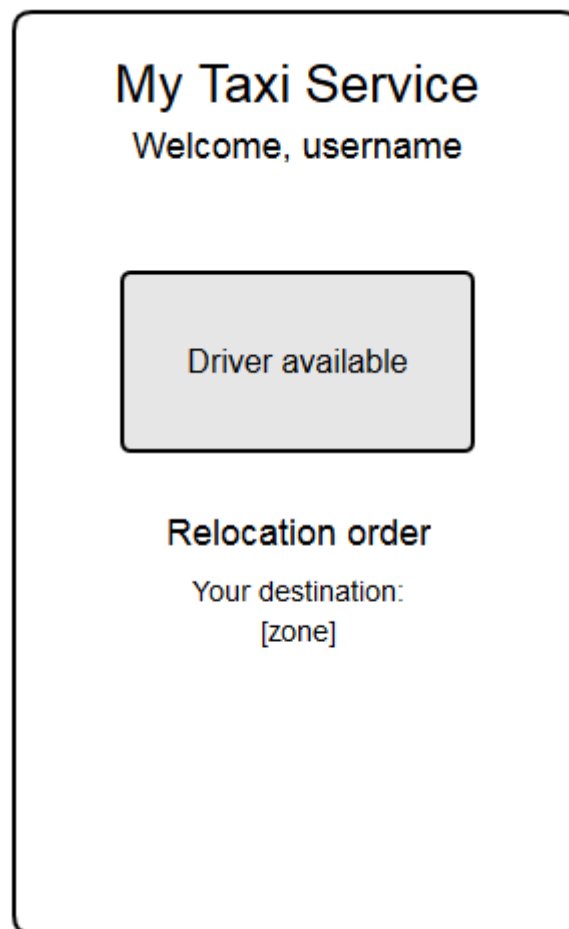 My Taxi Service
Welcome, username
Driver available
Relocation order
Your destination:
[zone]